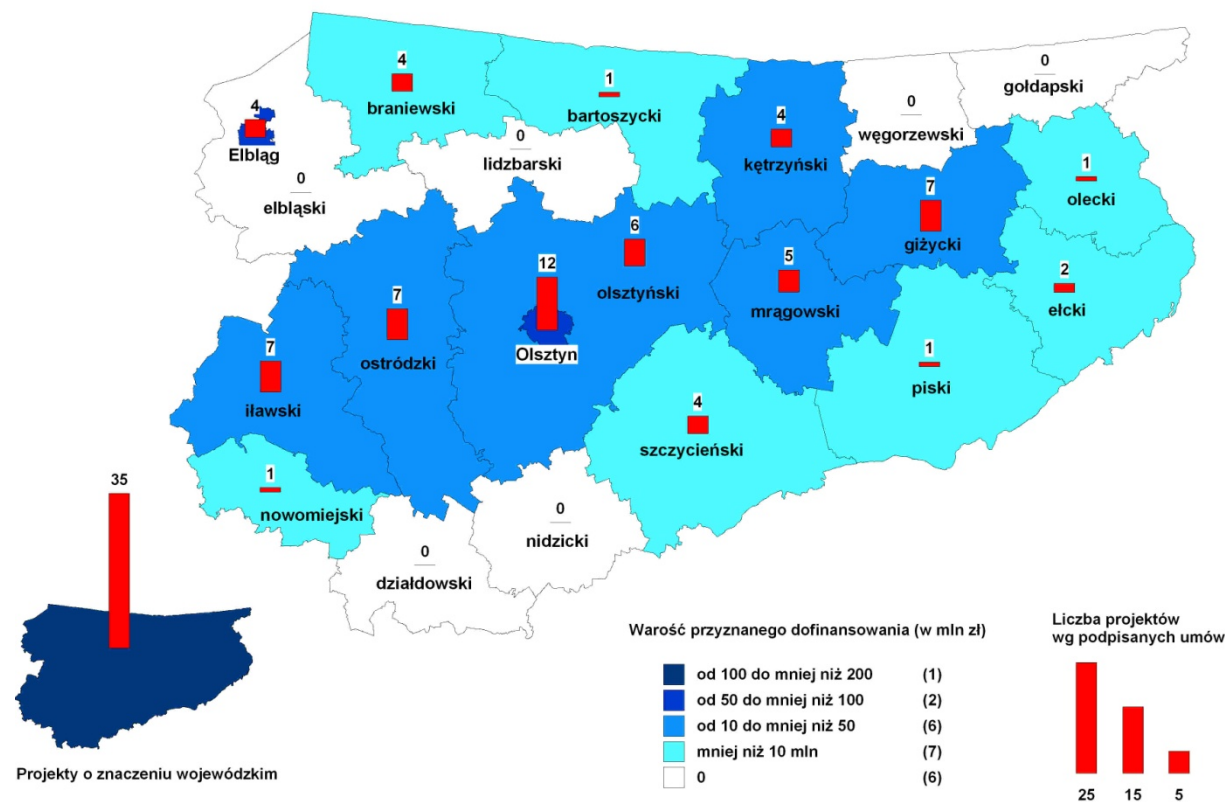 0
gołdapski
4
braniewski
1
bartoszycki
0
węgorzewski
4
Elbląg
4
kętrzyński
0
lidzbarski
1
olecki
0
elbląski
7
giżycki
6
olsztyński
12
Olsztyn
5
mrągowski
2
ełcki
7
ostródzki
7
iławski
1
piski
4
szczycieński
1
nowomiejski
0
nidzicki
0
działdowski
35
Projekty o znaczeniu wojewódzkim
Warość przyznanego dofinansowania (w mln zł)
od 100 do mniej niż 200 (1)
od 50 do mniej niż 100 (2)
od 10 do mniej niż 50 (6)
mniej niż 10 mln (7)
0 (6)
Liczba projektów
wg podpisanych umów
25 15 5